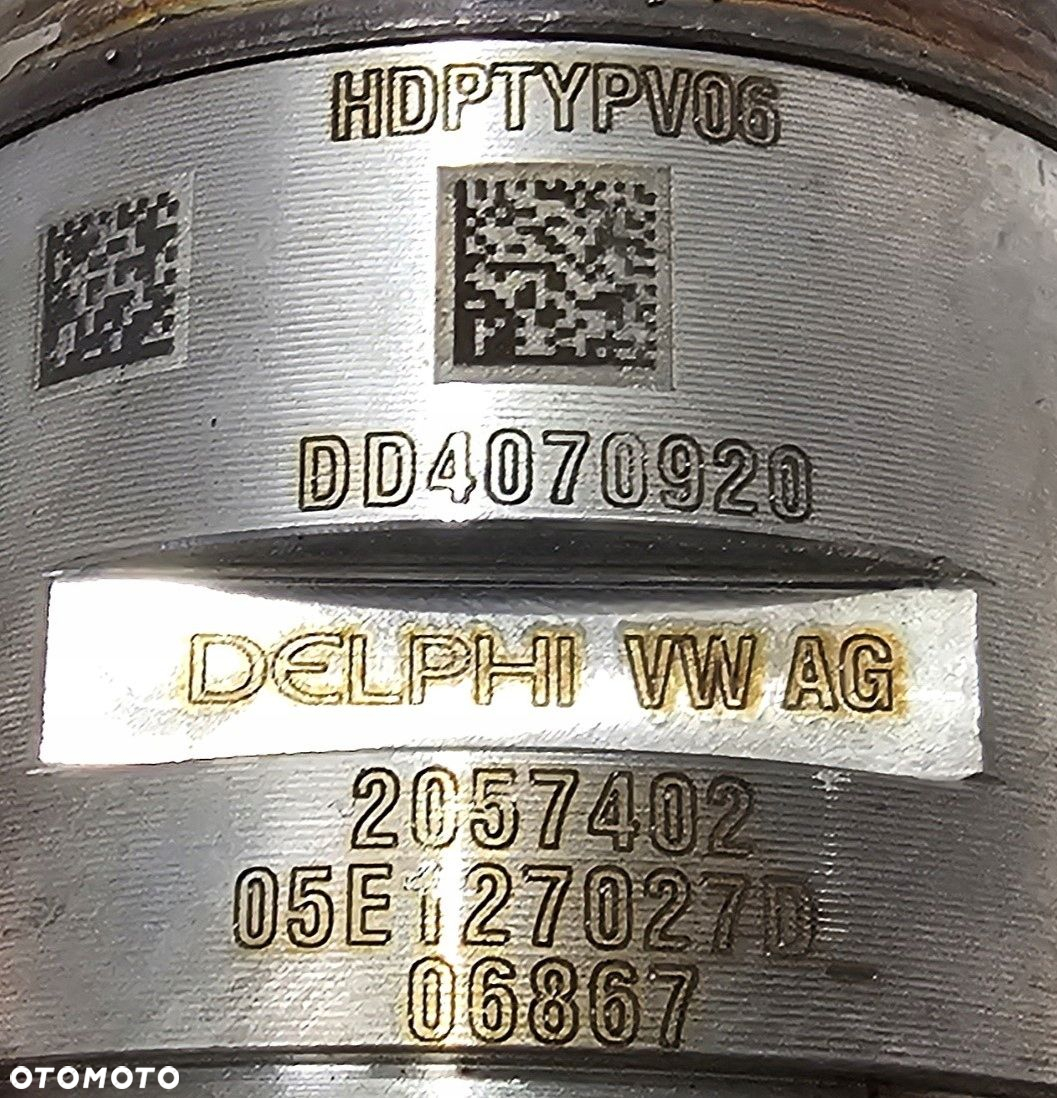 HDPTYPV06
DD4070920
DELPHI VW AG
2057402
05E127027D
06867
OTOMOTO